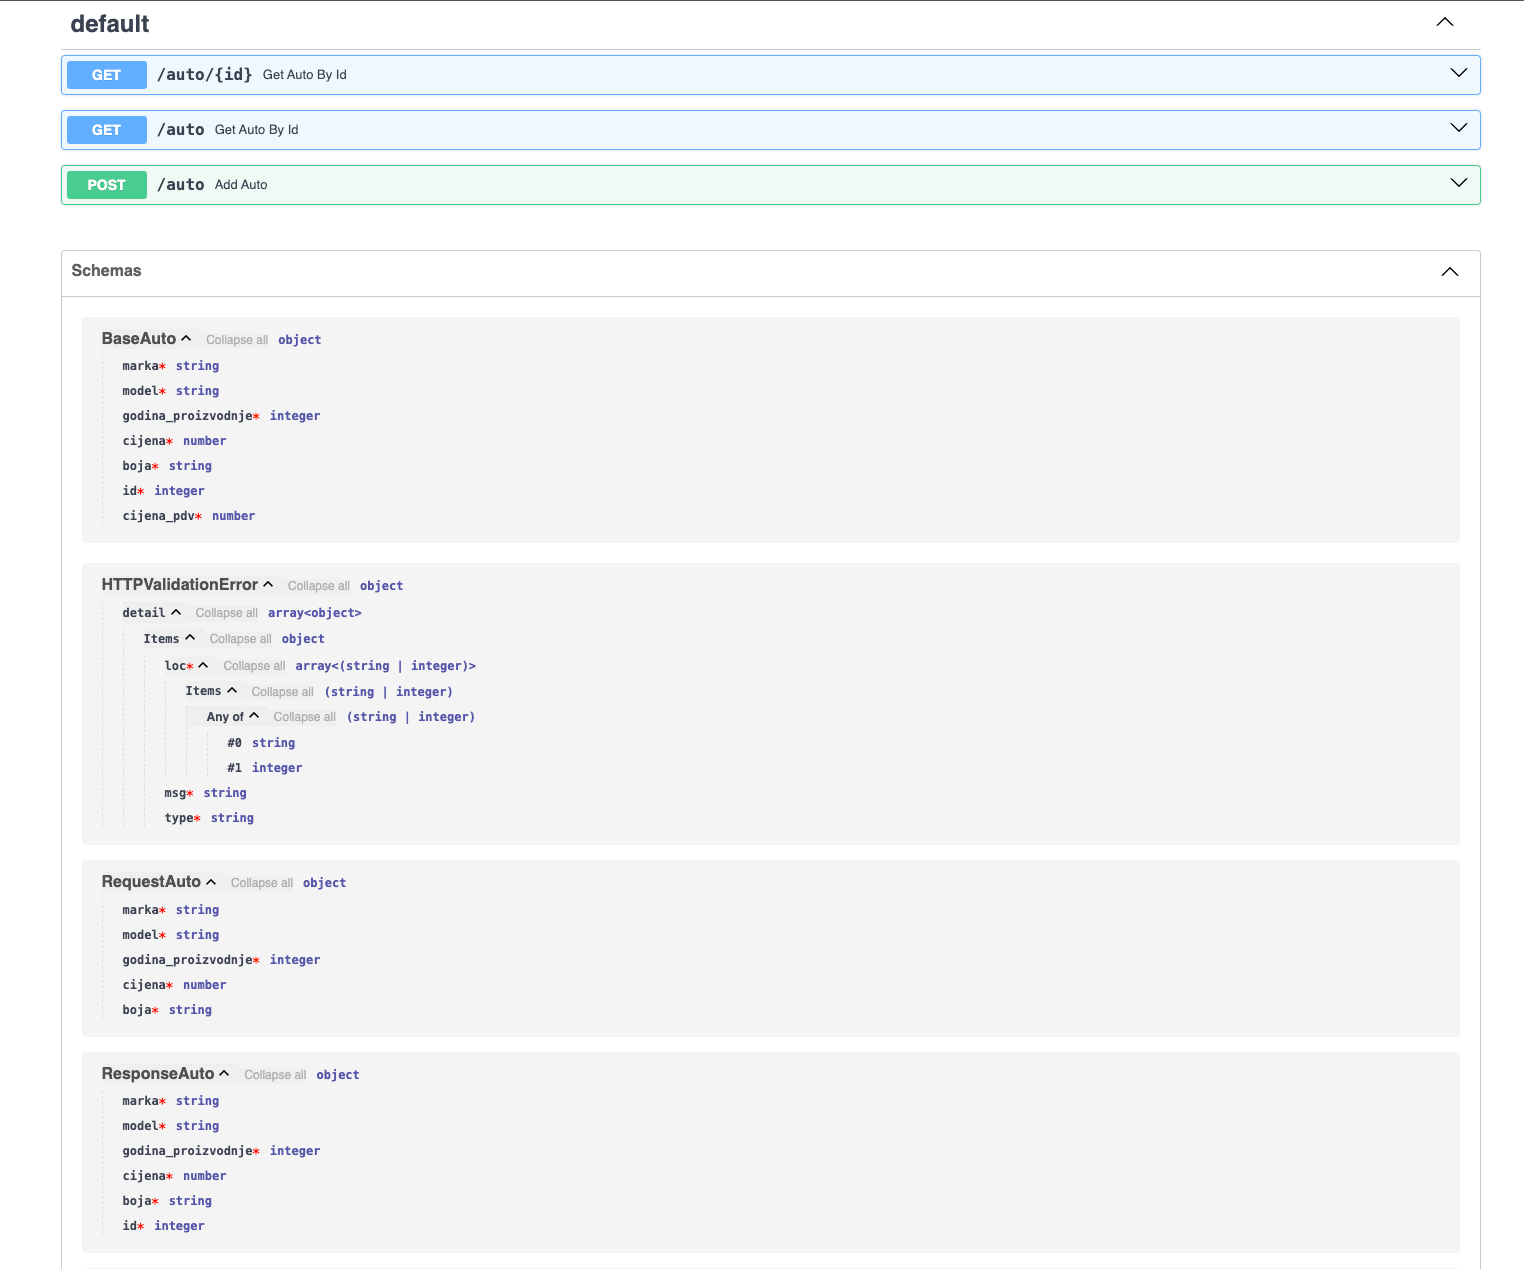 default
GET /auto/{id} Get Auto By Id
GET /auto Get Auto By Id
POST /auto Add Auto
Schemas
BaseAuto Collapse all object
marka* string
model* string
godina_proizvodnje* integer
cijena* number
boja* string
id* integer
cijena_pdv* number
HTTPValidationError Collapse all object
detail Collapse all array<object>
Items Collapse all object
loc* Collapse all array<(string | integer)>
Items Collapse all (string | integer)
Any of Collapse all (string | integer)
#0 string
#1 integer
msg* string
type* string
RequestAuto Collapse all object
marka* string
model* string
godina_proizvodnje* integer
cijena* number
boja* string
ResponseAuto Collapse all object
marka* string
model* string
godina_proizvodnje* integer
cijena* number
boja* string
id* integer